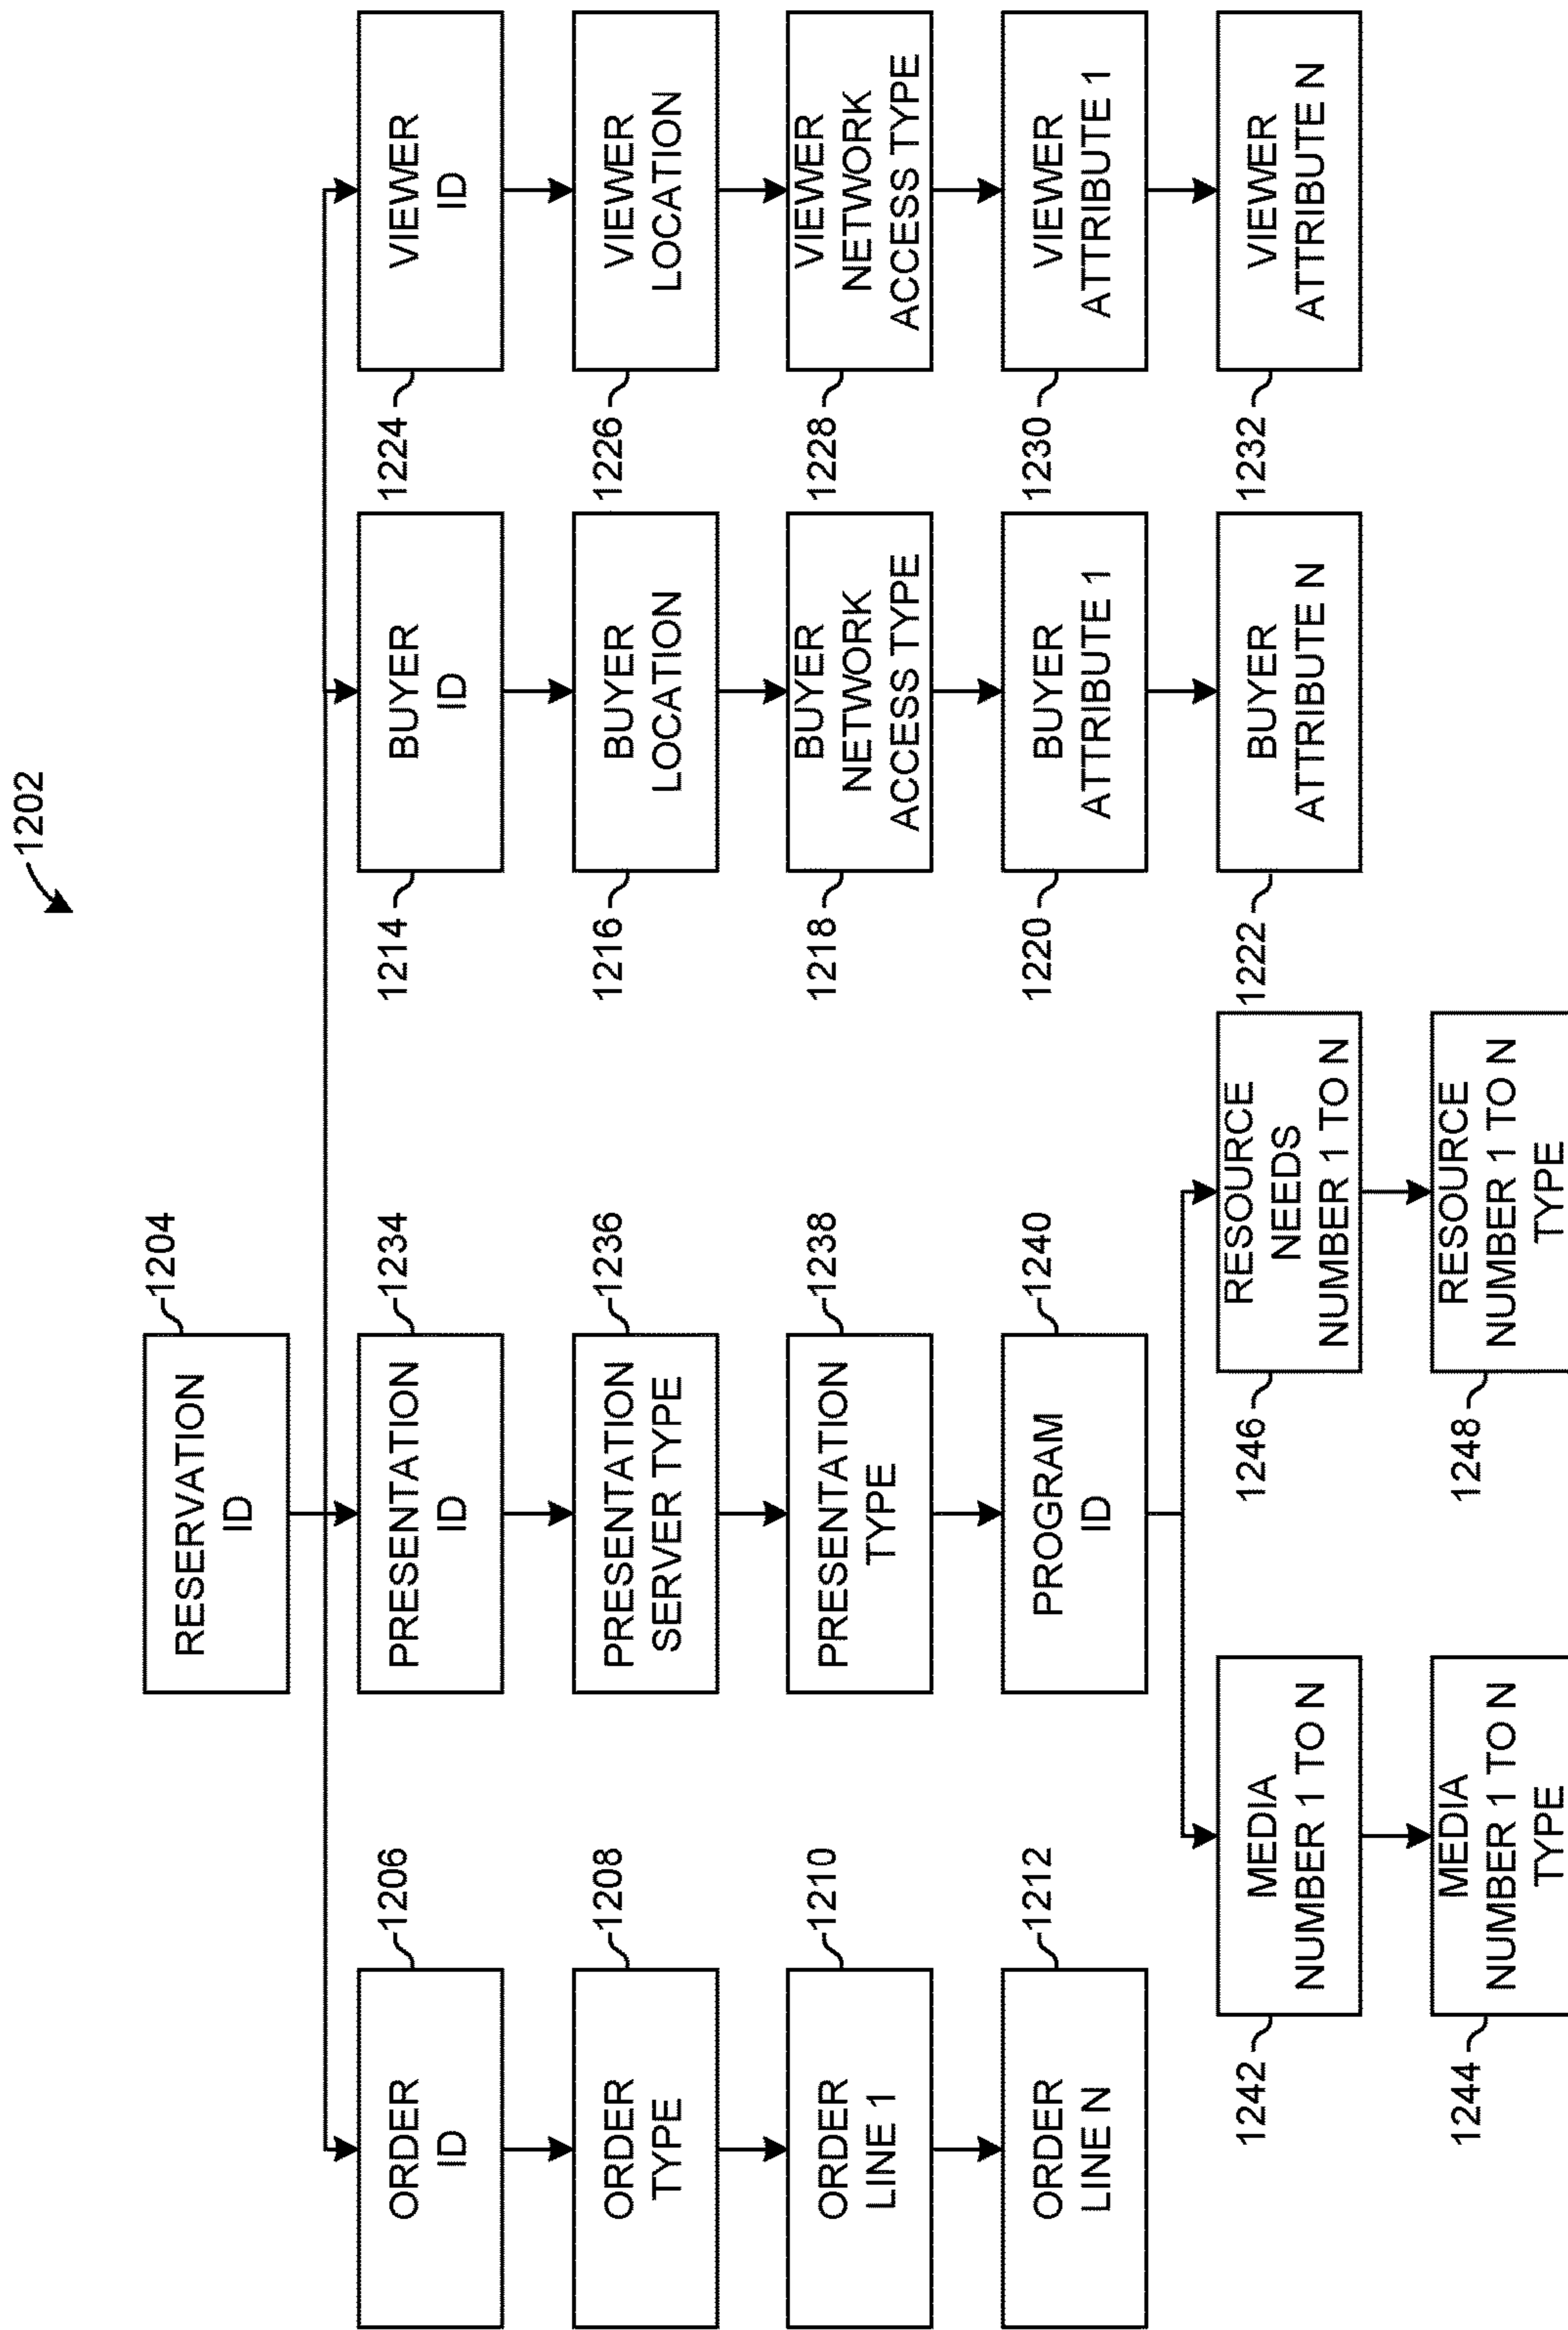 1202
RESERVATION
ID
1204
ORDER
ID
1206
PRESENTATION
ID
1234
1214
BUYER
ID
1224
VIEWER
ID
ORDER
TYPE
1208
PRESENTATION
SERVER TYPE
1236
1216
BUYER
LOCATION
1226
VIEWER
LOCATION
ORDER
LINE 1
1210
PRESENTATION
TYPE
1238
1218
BUYER
NETWORK
ACCESS TYPE
1228
VIEWER
NETWORK
ACCESS TYPE
ORDER
LINE N
1212
PROGRAM
ID
1240
1220
BUYER
ATTRIBUTE 1
1230
VIEWER
ATTRIBUTE 1
1242
MEDIA
NUMBER 1 TO N
1246
RESOURCE
NEEDS
NUMBER 1 TO N
1222
BUYER
ATTRIBUTE N
1232
VIEWER
ATTRIBUTE N
1244
MEDIA
NUMBER 1 TO N
TYPE
1248
RESOURCE
NUMBER 1 TO N
TYPE